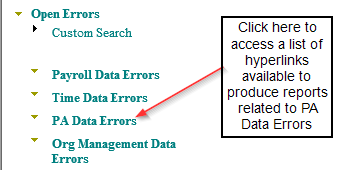 Open Errors
Custom Search
Payroll Data Errors
Time Data Errors
PA Data Errors
Org Management Data
Errors
Click here to
access a list of
hyperlinks
available to
produce reports
related to PA
Data Errors